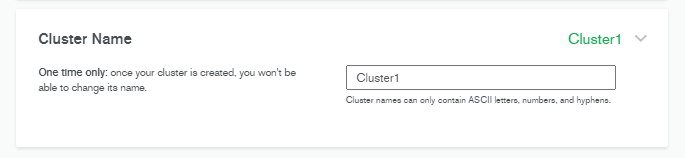 Cluster Name
Cluster1
One time only: once your cluster is created, you won't be
able to change its name.
Cluster1
Cluster names can only contain ASCII letters, numbers, and hyphens.